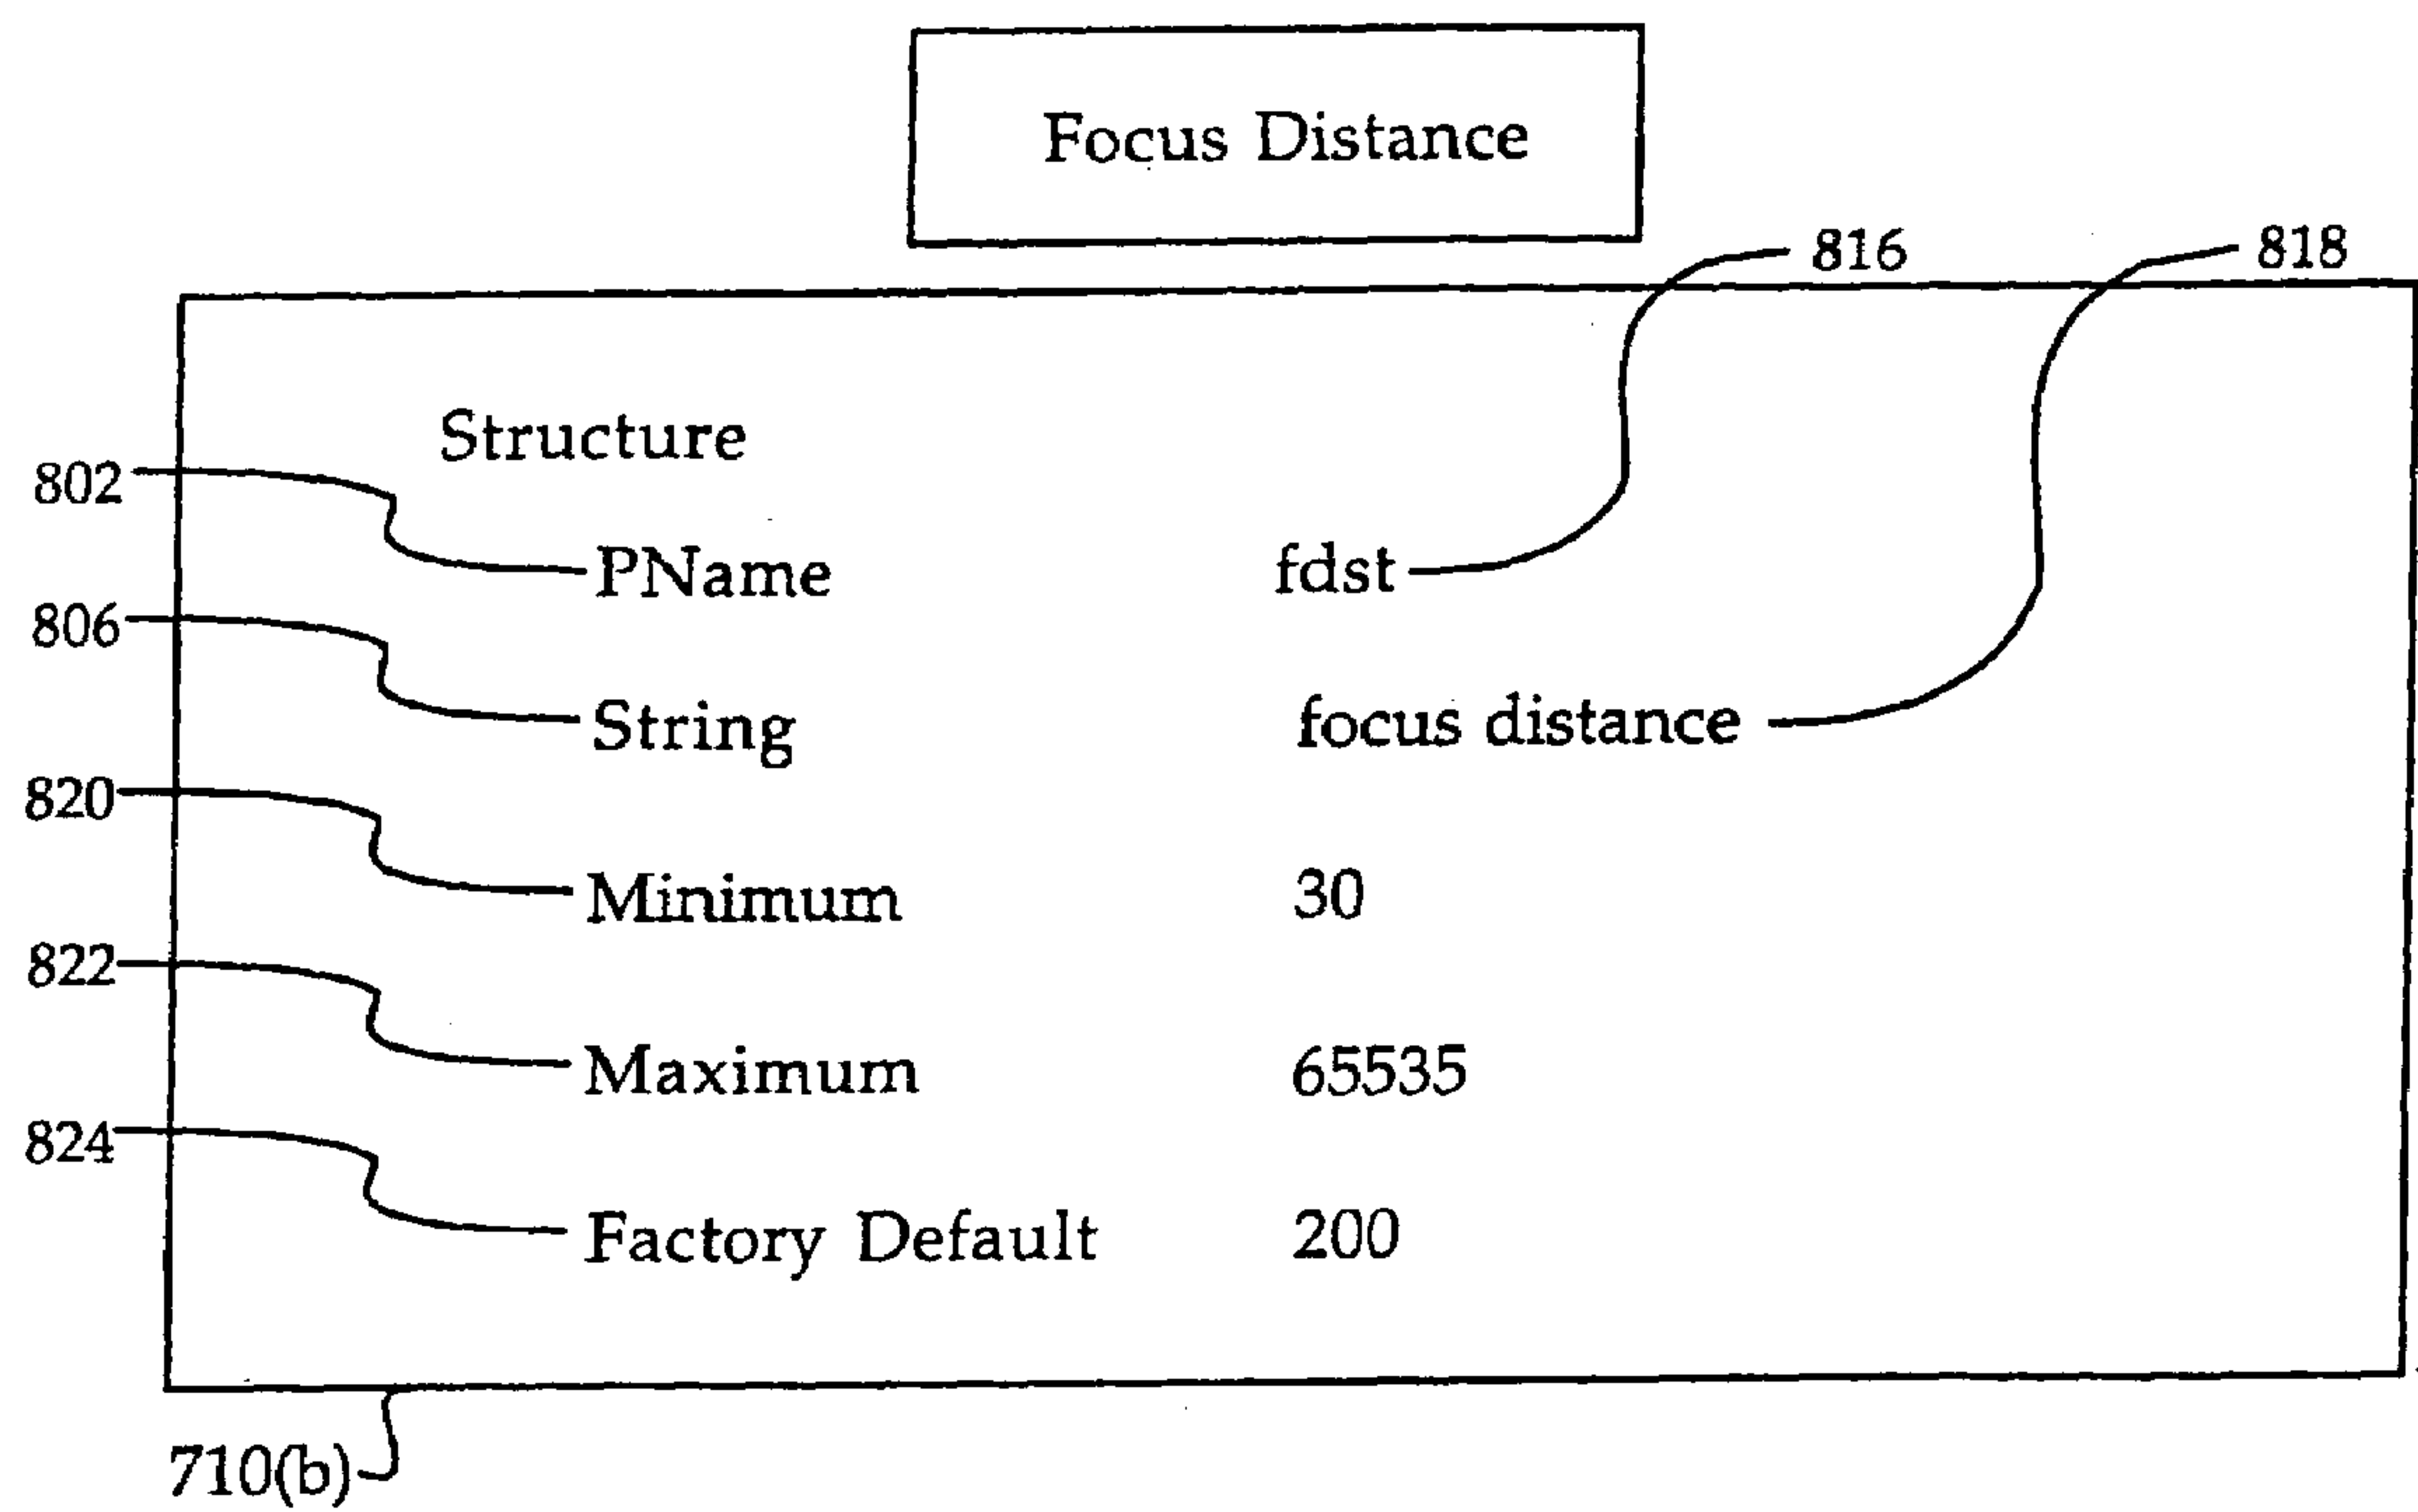 Focus Distance
816 818
Structure
802
PName fdst
806
String focus distance
820
Minimum 30
822
Maximum 65535
824
Factory Default 200
710(b)